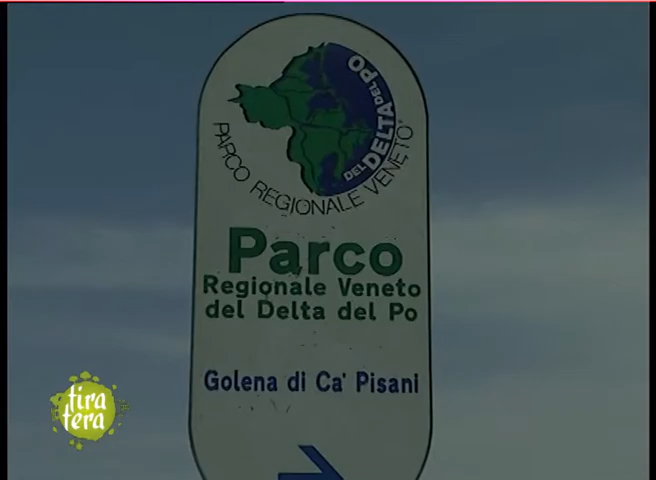 DEL DELTA DEL PO
PARCO REGIONALE VENETO
Parco
Regionale Veneto
del Delta del Po
Golena di Ca' Pisani
tira
tera